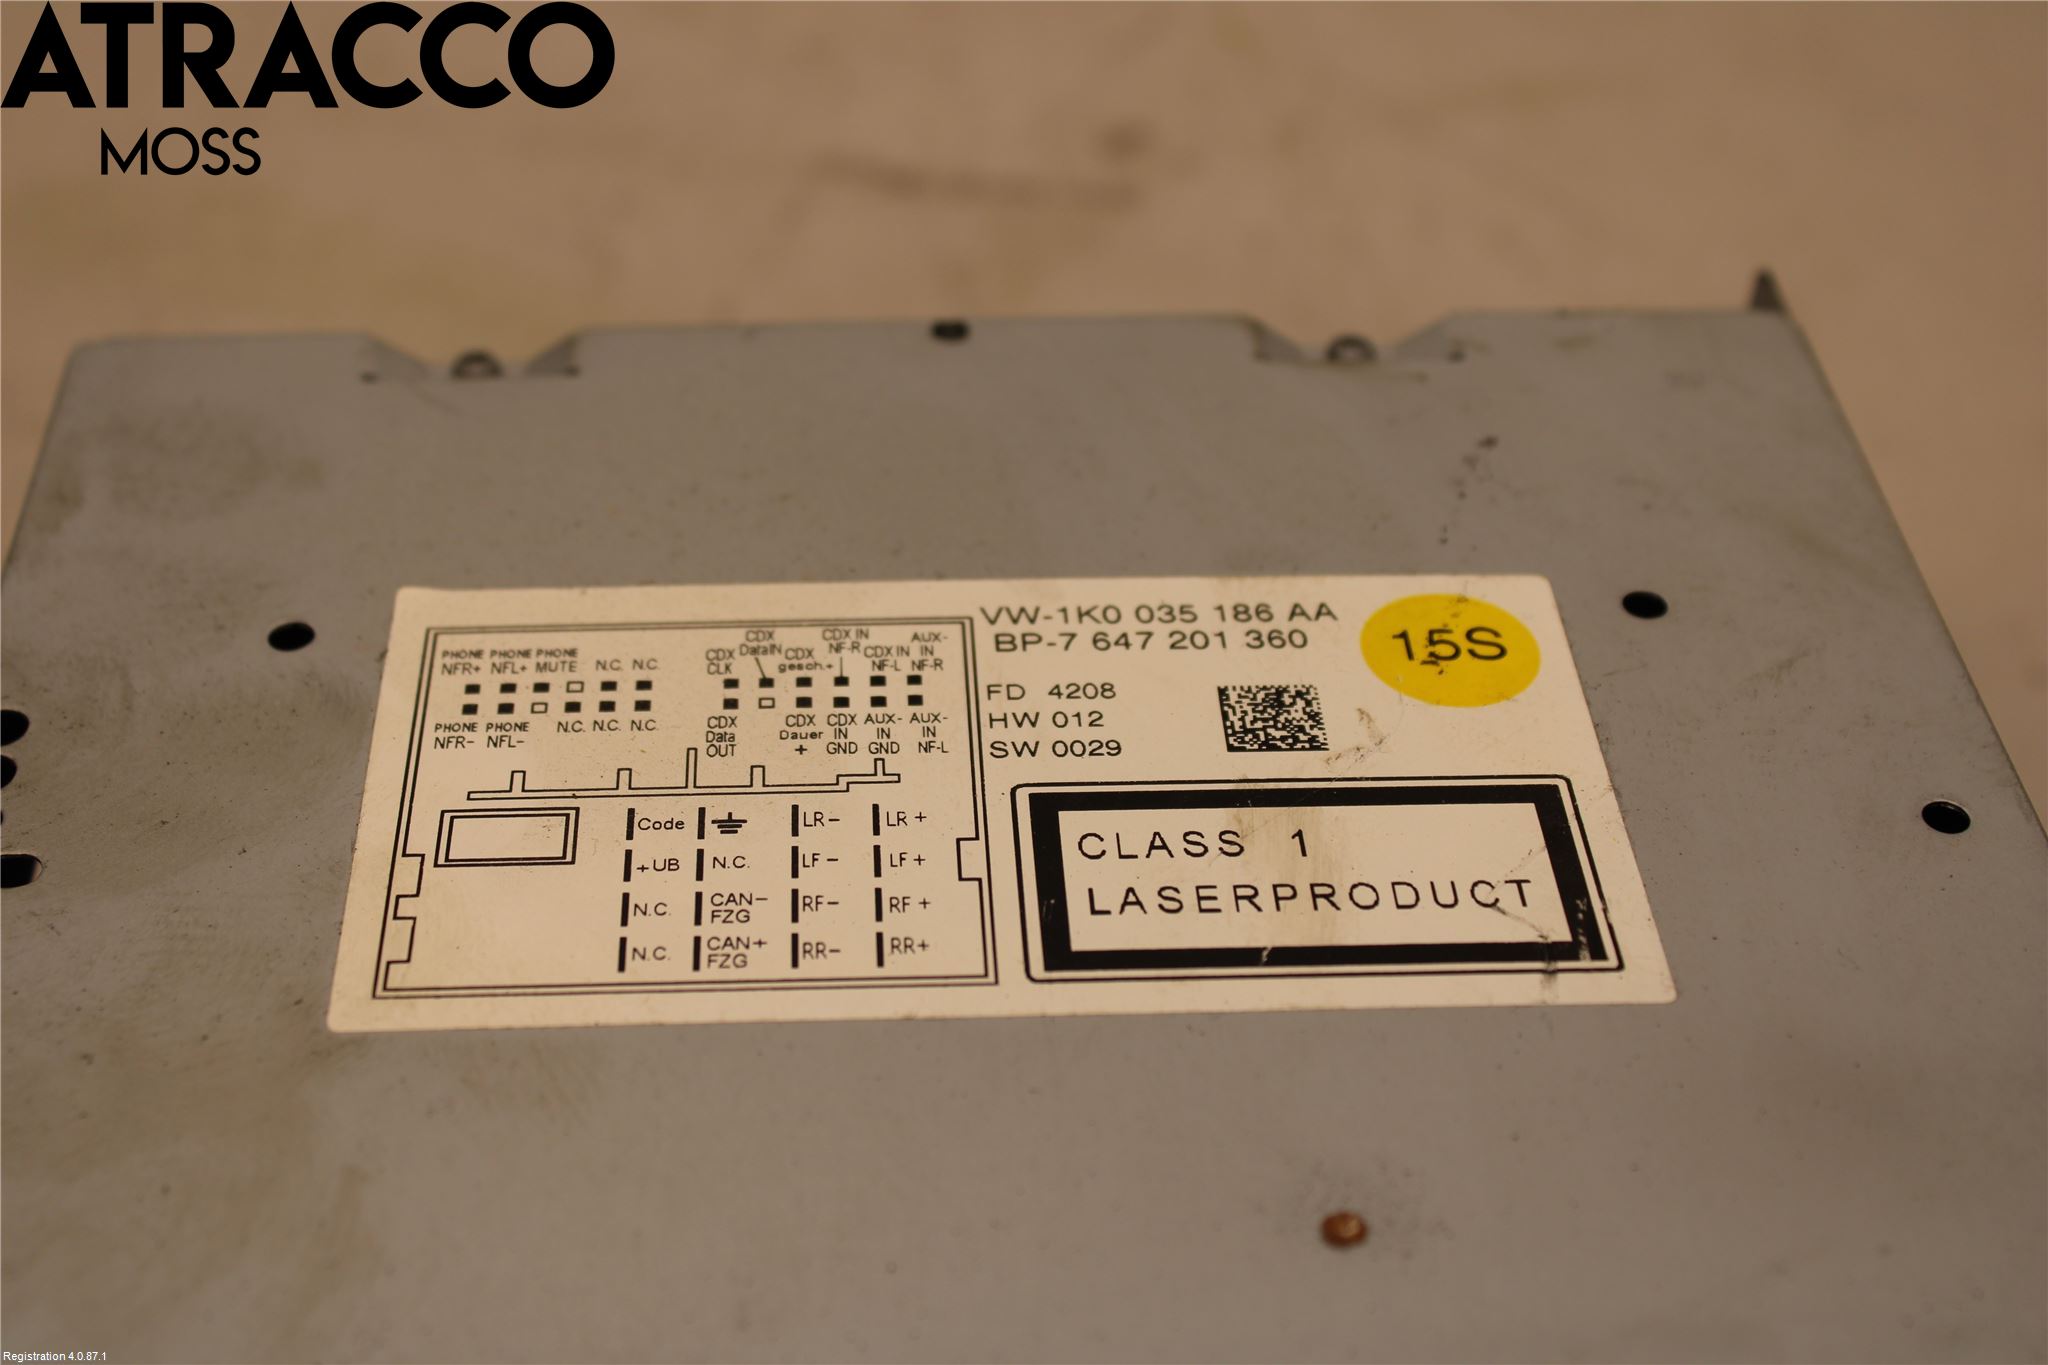 ATRACCO
MOSS
VW-1K0 035 186 AA
BP-7 647 201 360
15S
FD 4208
HW 012
SW 0029
CLASS 1
LASERPRODUCT
PHONE PHONE PHONE
NFR+ NFL+ MUTE N.C. N.C.
PHONE PHONE
NFR- NFL-
N.C. N.C. N.C.
CDX
CLK
CDX
DataIN
CDX
gesch.+
CDX IN
NF-R
CDX IN
NF-L
AUX-
IN
NF-R
CDX
Data
OUT
CDX
Dauer
+
CDX
IN
GND
AUX-
IN
GND
AUX-
IN
NF-L
Code LR- LR+
+UB N.C. LF- LF+
N.C. CAN-
FZG RF- RF+
N.C. CAN+
FZG RR- RR+
Registration 4.0.87.1